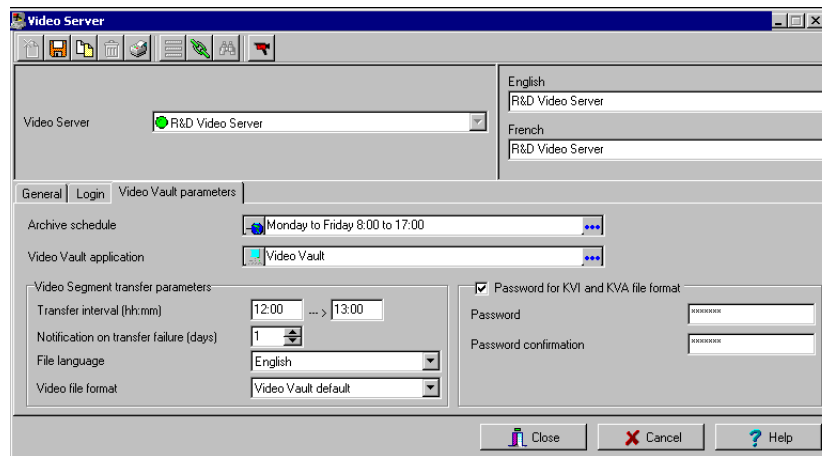 Video Server
English
R&D Video Server
Video Server
R&D Video Server
French
R&D Video Server
General
Login
Video Vault parameters
Archive schedule
Monday to Friday 8:00 to 17:00
Video Vault application
Video Vault
Video Segment transfer parameters
Transfer interval (hh:mm)
12:00 ---> 13:00
Notification on transfer failure (days)
1
File language
English
Video file format
Video Vault default
Password for KVI and KVA file format
Password
*******
Password confirmation
*******
Close
Cancel
Help